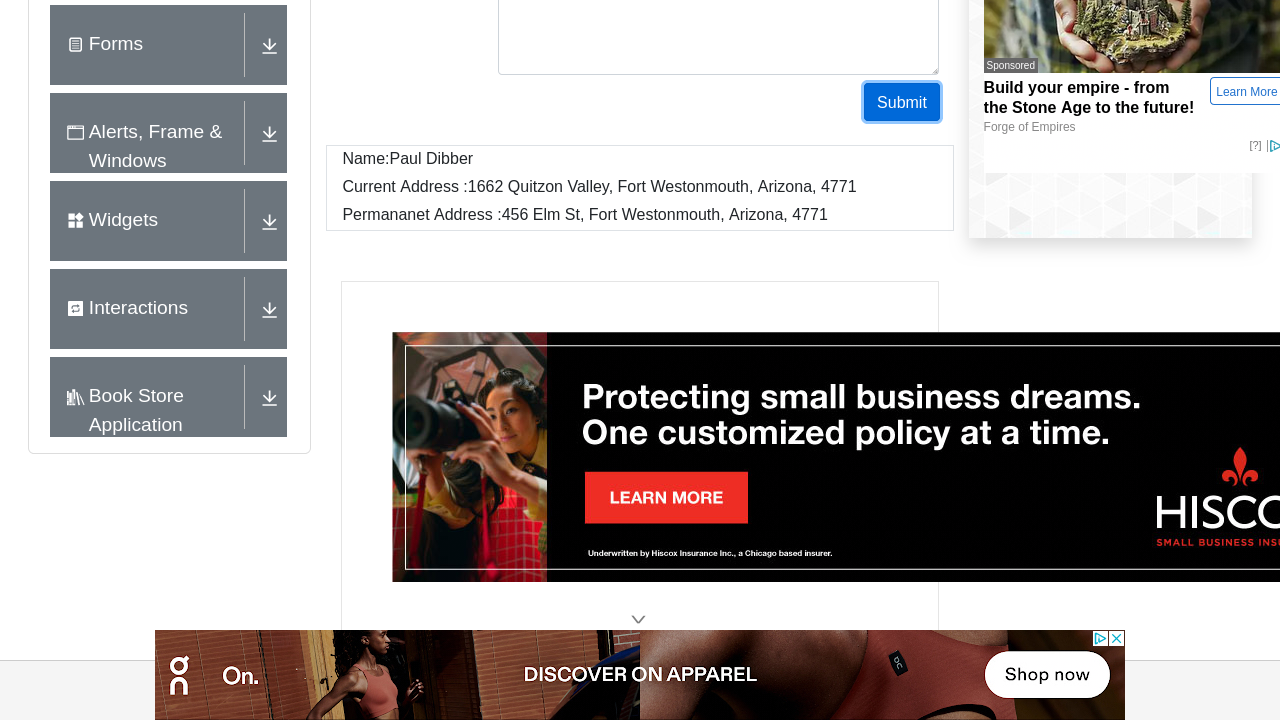 Forms
Alerts, Frame &
Windows
Widgets
Interactions
Book Store
Application
Submit
Name:Paul Dibber
Current Address :1662 Quitzon Valley, Fort Westonmouth, Arizona, 4771
Permananet Address :456 Elm St, Fort Westonmouth, Arizona, 4771
Sponsored
Build your empire - from
the Stone Age to the future!
Learn More
Forge of Empires
[?]
Protecting small business dreams.
One customized policy at a time.
LEARN MORE
Underwritten by Hiscox Insurance Inc., a Chicago based insurer.
HISCO
SMALL BUSINESS INSU
On.
DISCOVER ON APPAREL
Shop now